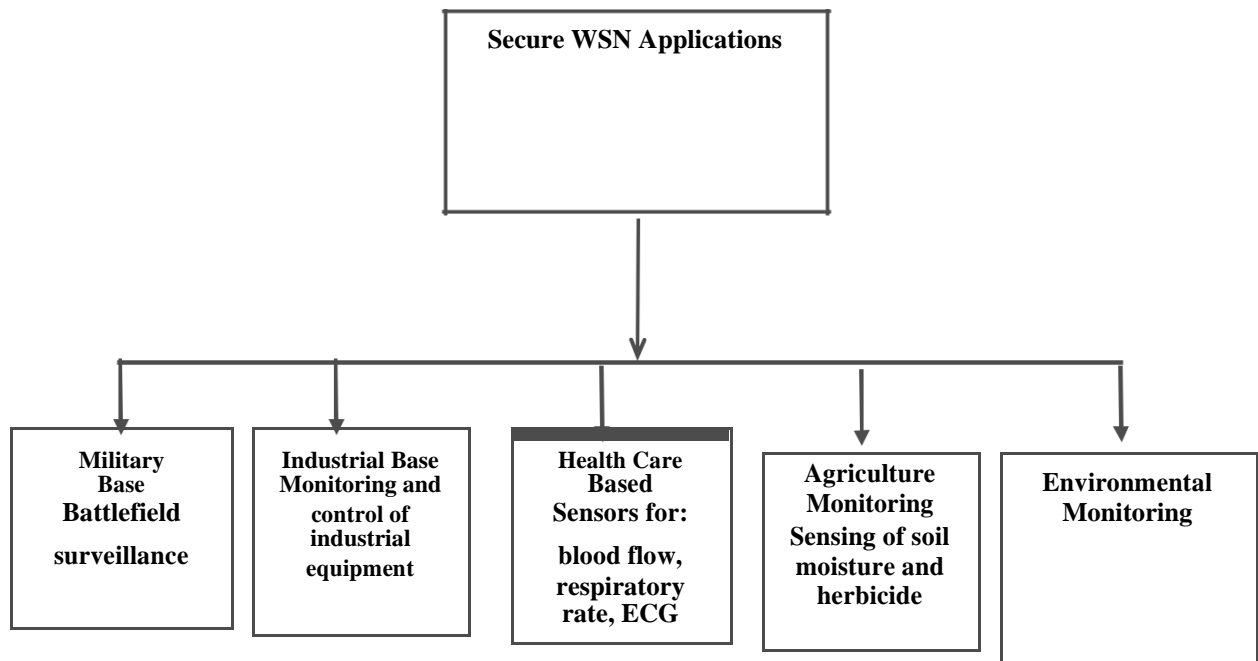 Secure WSN Applications
Military
Base
Battlefield
surveillance
Industrial Base
Monitoring and
control of
industrial
equipment
Health Care
Based
Sensors for:
blood flow,
respiratory
rate, ECG
Agriculture
Monitoring
Sensing of soil
moisture and
herbicide
Environmental
Monitoring